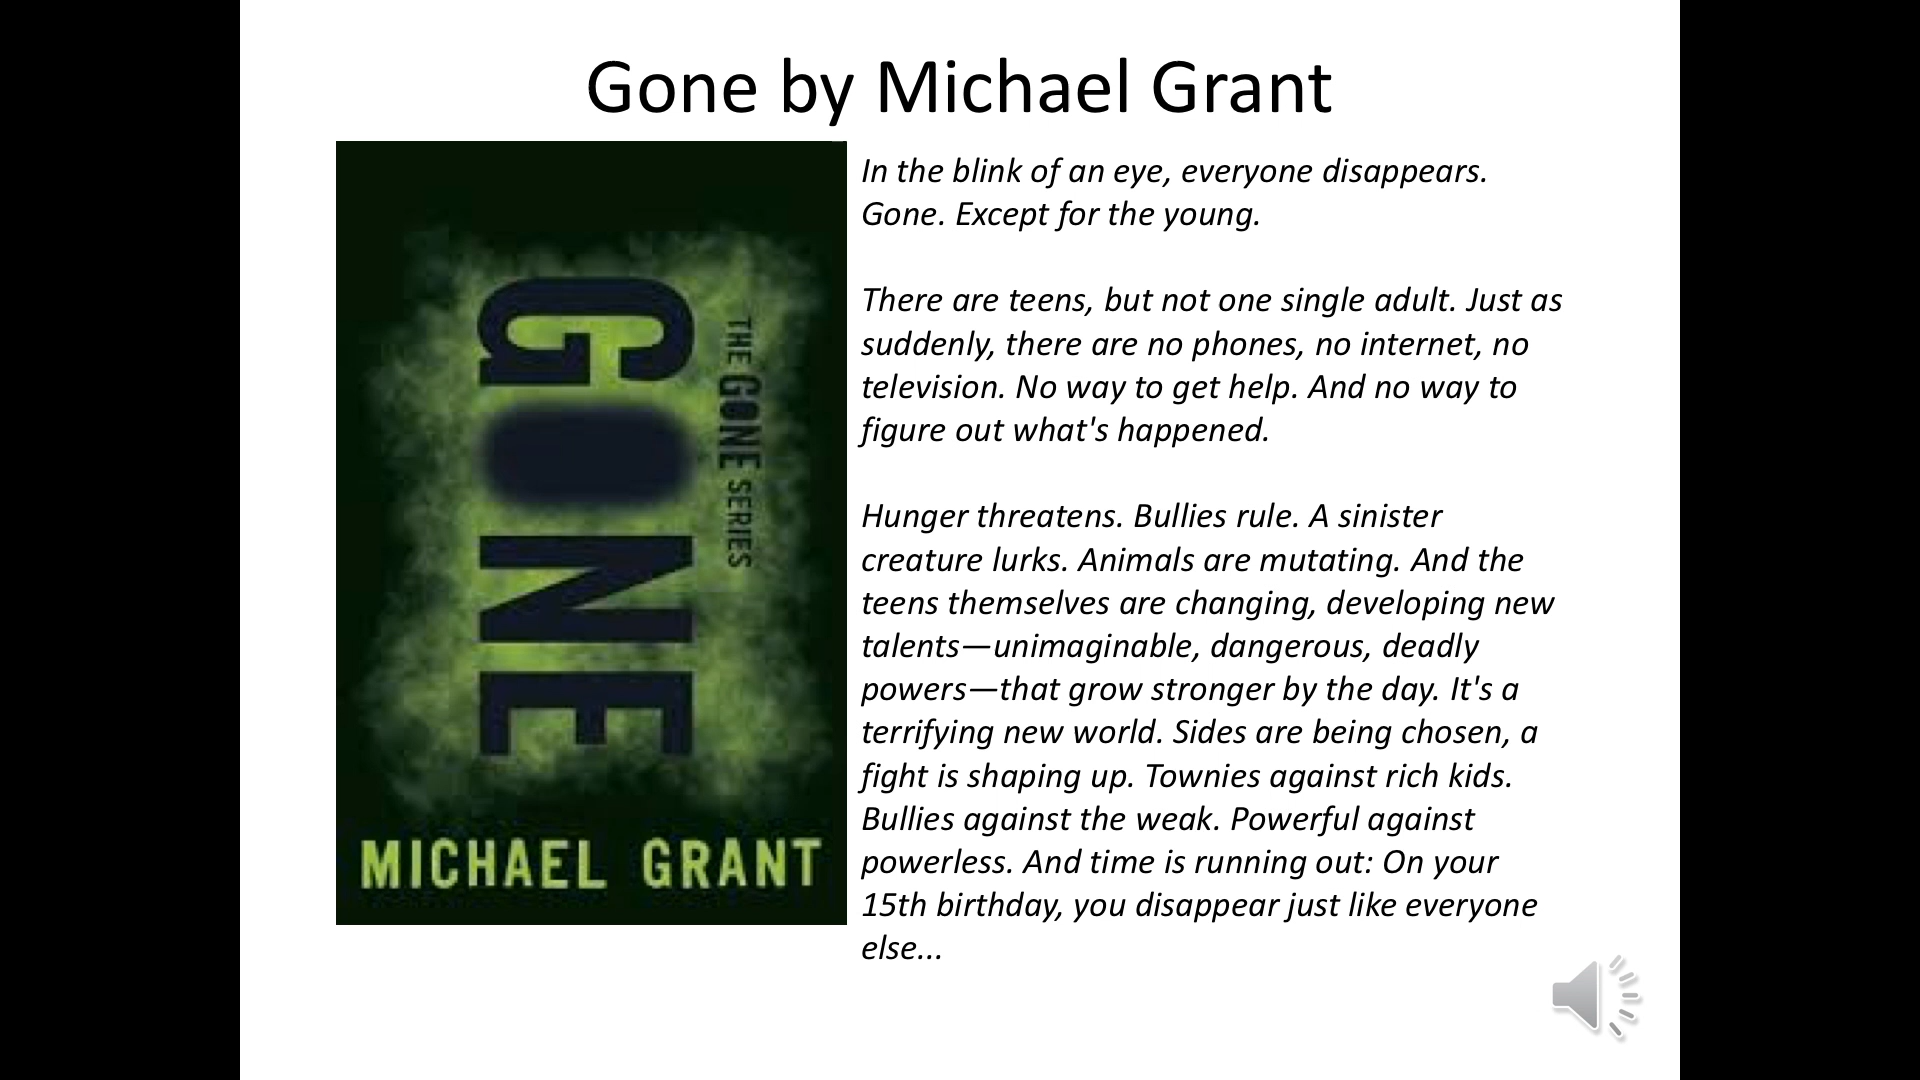 Gone by Michael Grant
GONE
THE GONE SERIES
MICHAEL GRANT
In the blink of an eye, everyone disappears.
Gone. Except for the young.
There are teens, but not one single adult. Just as
suddenly, there are no phones, no internet, no
television. No way to get help. And no way to
figure out what's happened.
Hunger threatens. Bullies rule. A sinister
creature lurks. Animals are mutating. And the
teens themselves are changing, developing new
talents—unimaginable, dangerous, deadly
powers—that grow stronger by the day. It's a
terrifying new world. Sides are being chosen, a
fight is shaping up. Townies against rich kids.
Bullies against the weak. Powerful against
powerless. And time is running out: On your
15th birthday, you disappear just like everyone
else...